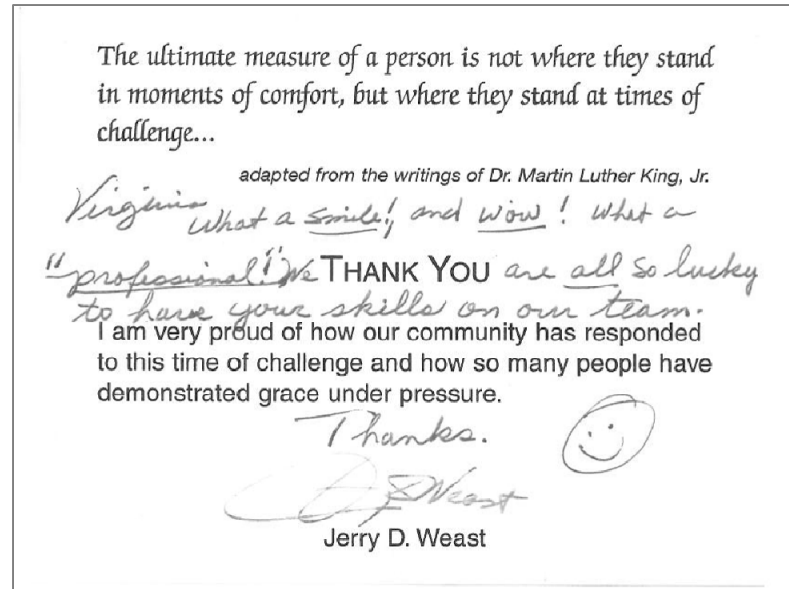 The ultimate measure of a person is not where they stand
in moments of comfort, but where they stand at times of
challenge...
adapted from the writings of Dr. Martin Luther King, Jr.
Virginia
What a smile!, and wow! What a
"professional!" We THANK YOU are all so lucky
to have your skills on our team.
I am very proud of how our community has responded
to this time of challenge and how so many people have
demonstrated grace under pressure.
Thanks.
J D Weast
Jerry D. Weast